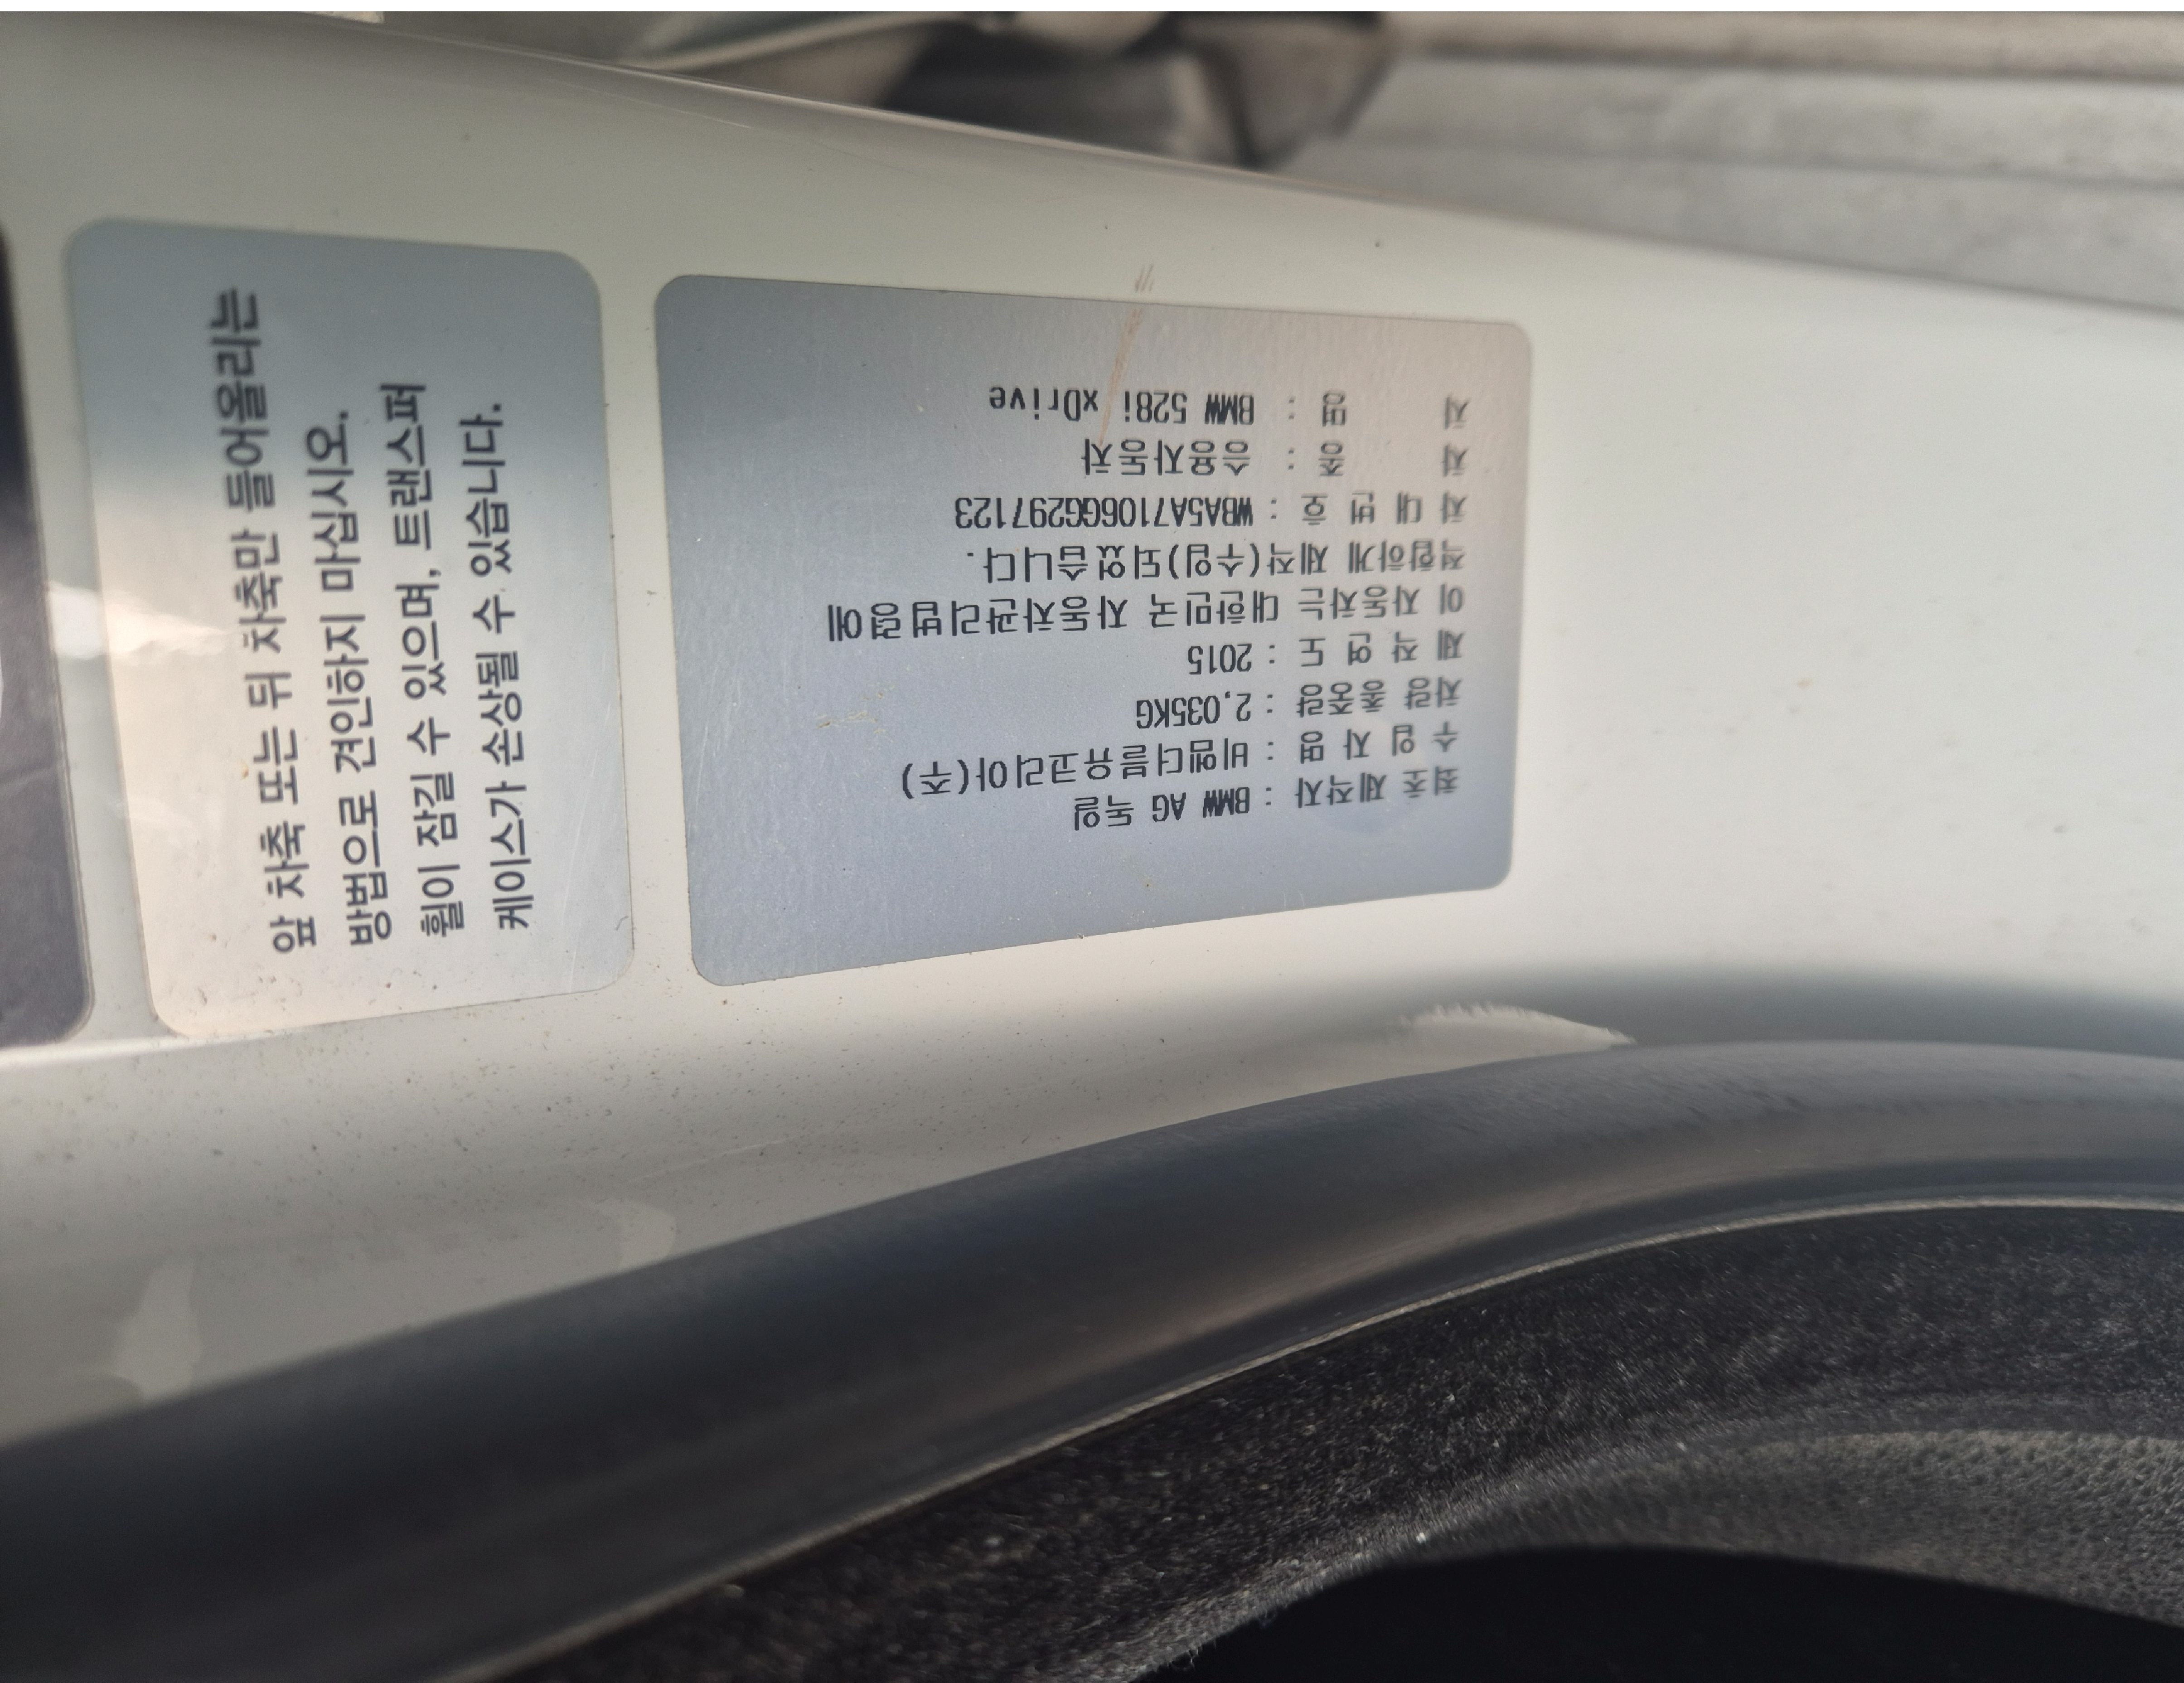 앞 차축 또는 뒤 차축만 들어올리는
방법으로 견인하지 마십시오.
휠이 잠길 수 있으며, 트랜스퍼
케이스가 손상될 수 있습니다.
차 명 : BMW 528i xDrive
차 종 : 승용자동차
차 대 번 호 : WBA5A7106GG297123
적합하게 제작(수입)되었습니다.
이 자동차는 대한민국 자동차관리법령에
제 작 연 도 : 2015
차량 총중량 : 2,035KG
수 입 자 명 : 비엠더블유코리아(주)
최초 제작사 : BMW AG 독일